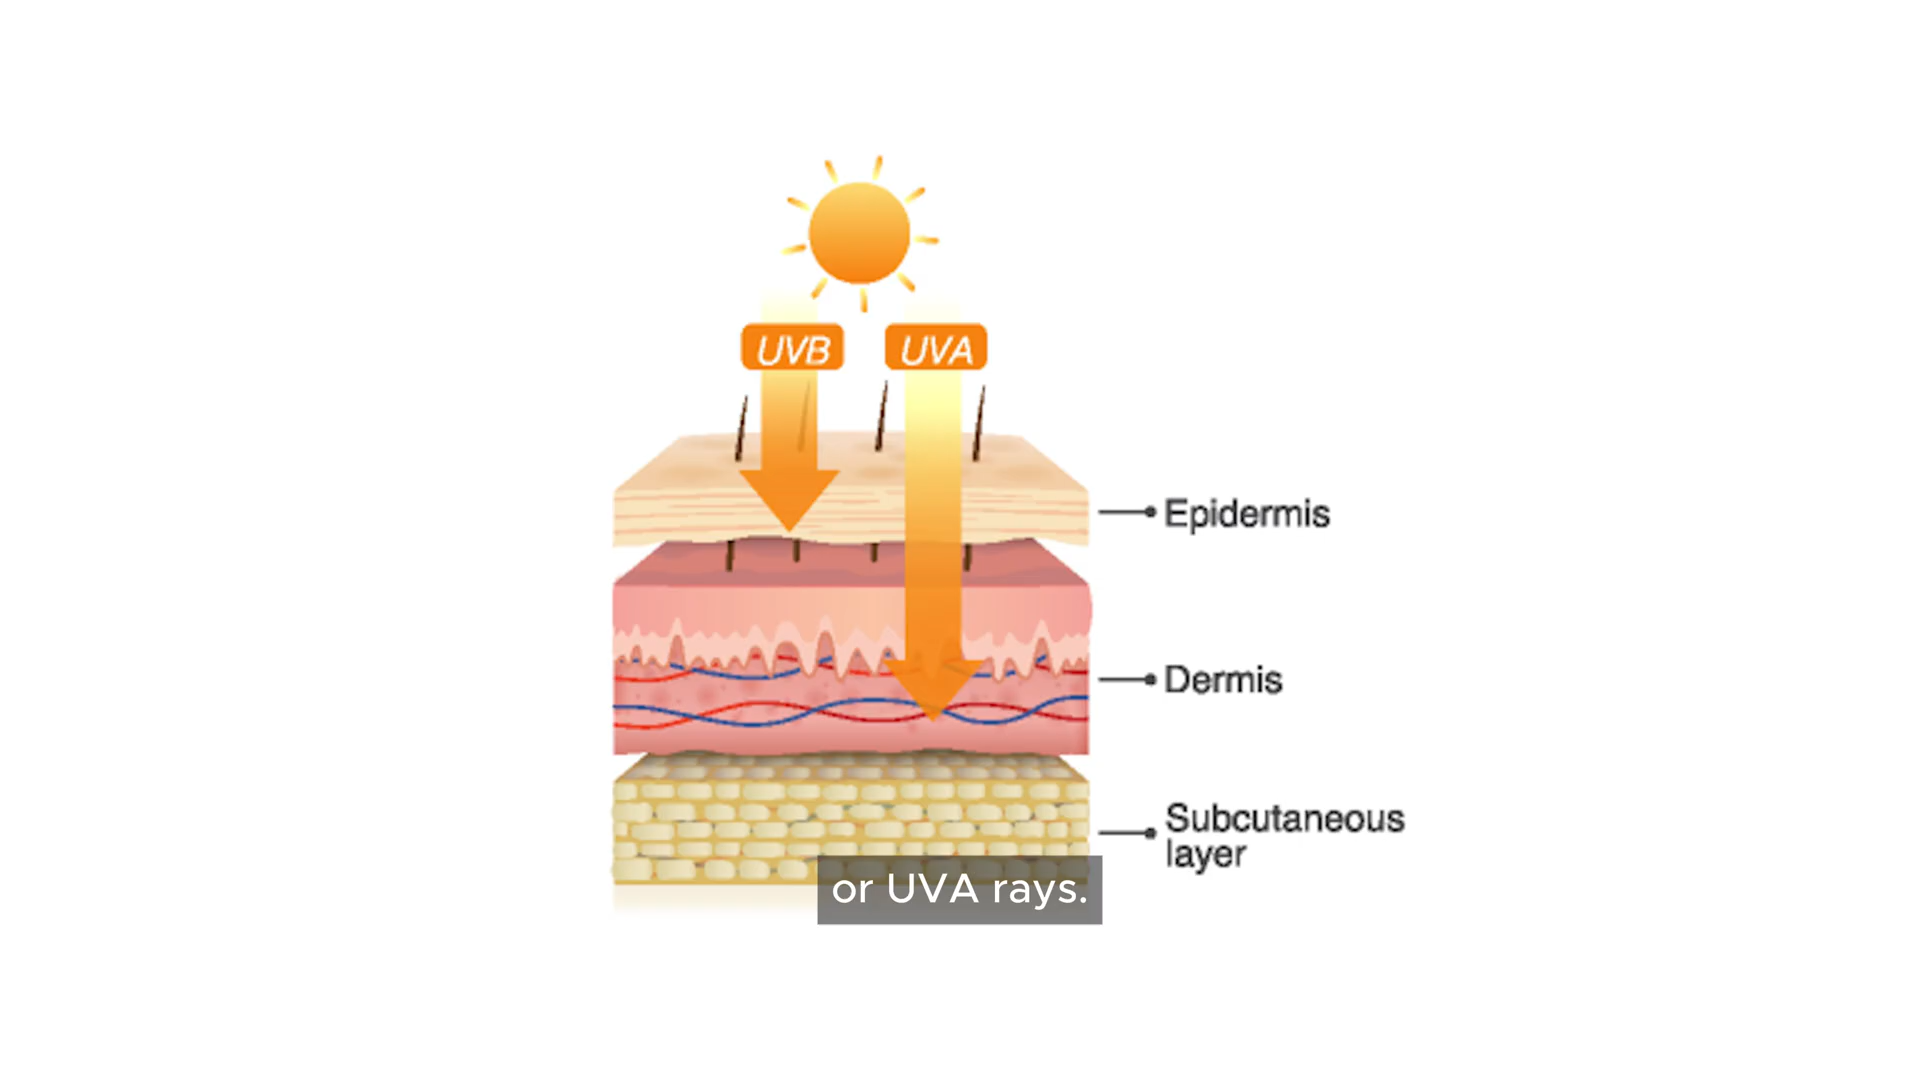 UVB
UVA
Epidermis
Dermis
Subcutaneous
layer
or UVA rays.